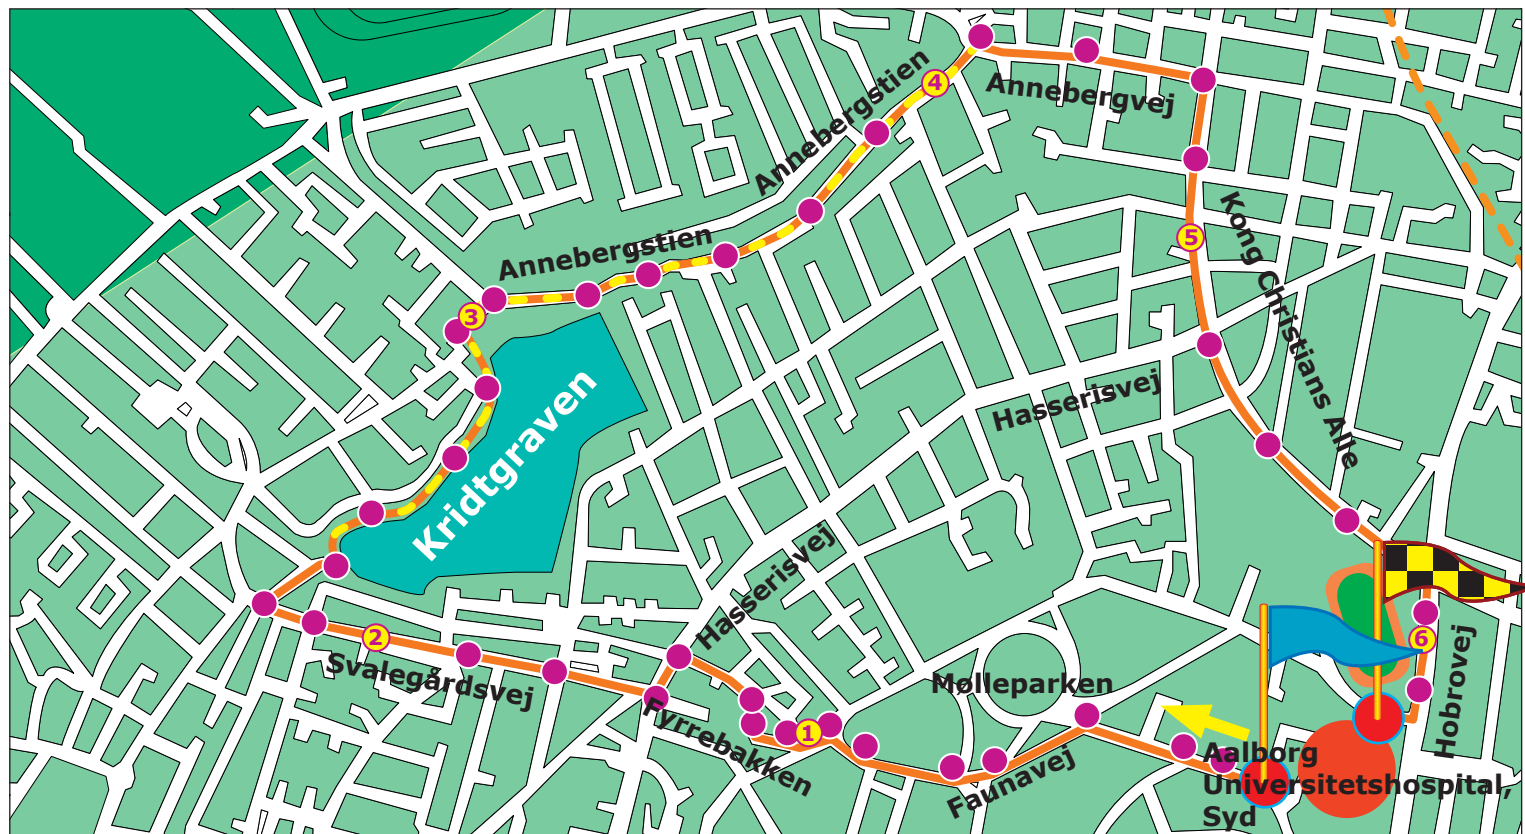 Annebergstien
4
Annebergvej
Annebergstien
5
Kong Christians Alle
3
Kridtgraven
Hasserisvej
Hasserisvej
2
Svalegårdsvej
6
Hobrovej
Mølleparken
1
Fyrrebakken
Faunavej
Aalborg
Universitetshospital,
Syd